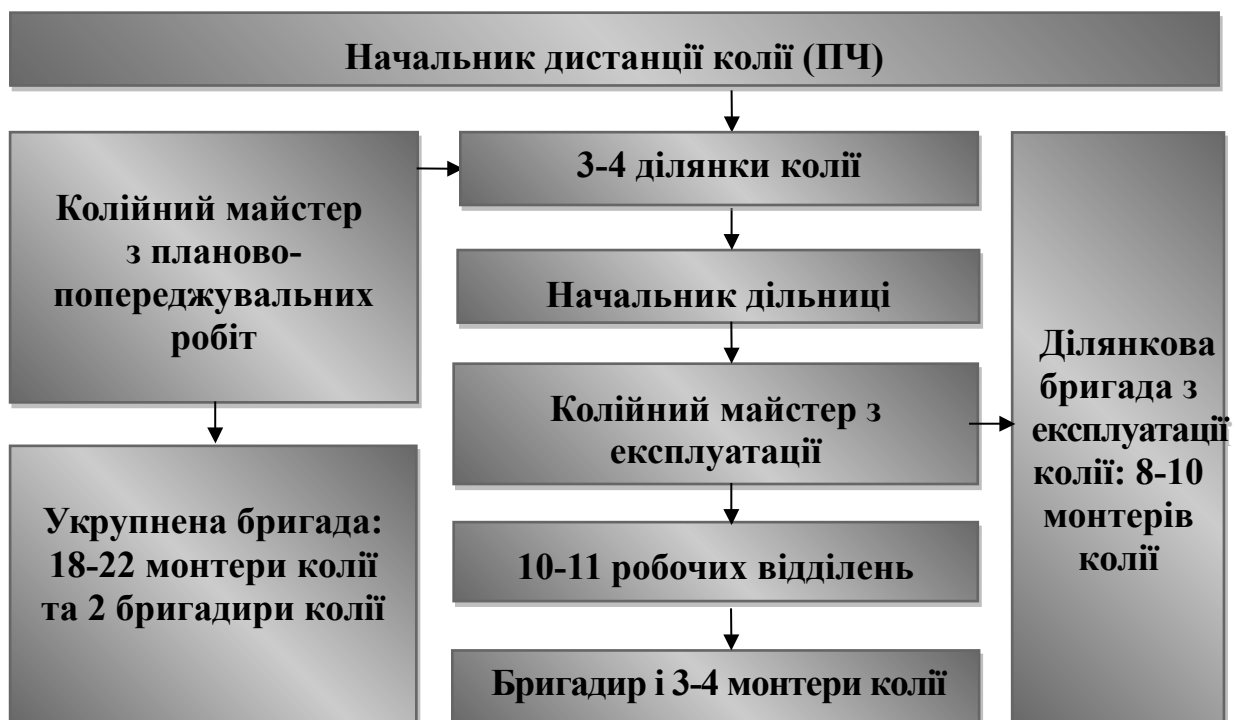 Начальник дистанції колії (ПЧ)
Колійний майстер
з планово-
попереджувальних
робіт
Укрупнена бригада:
18-22 монтери колії
та 2 бригадири колії
3-4 ділянки колії
Начальник дільниці
Колійний майстер з
експлуатації
10-11 робочих відділень
Бригадир і 3-4 монтери колії
Ділянкова
бригада з
експлуатації
колії: 8-10
монтерів
колії